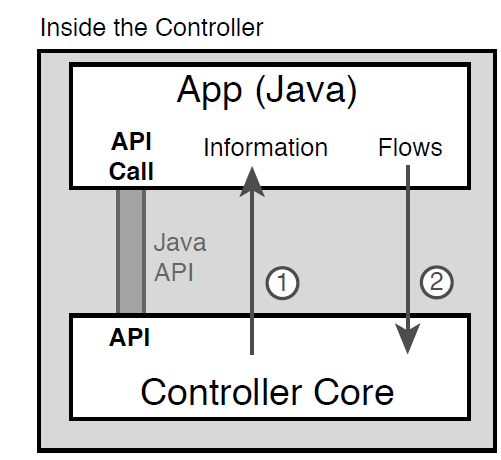 Inside the Controller
App (Java)
API
Call
Information
Flows
Java
API
1
2
API
Controller Core